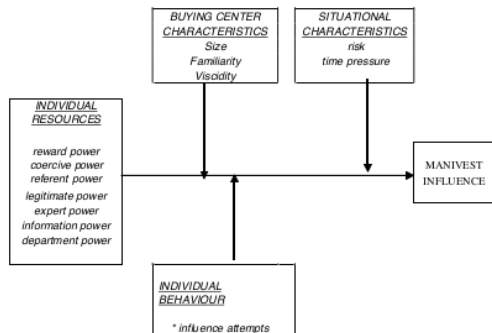 BUYING CENTER
CHARACTERISTICS
Size
Familiarity
Viscidity
SITUATIONAL
CHARACTERISTICS
risk
time pressure
INDIVIDUAL
RESOURCES
reward power
coercive power
referent power
legitimate power
expert power
information power
department power
MANIVEST
INFLUENCE
INDIVIDUAL
BEHAVIOUR
* influence attempts